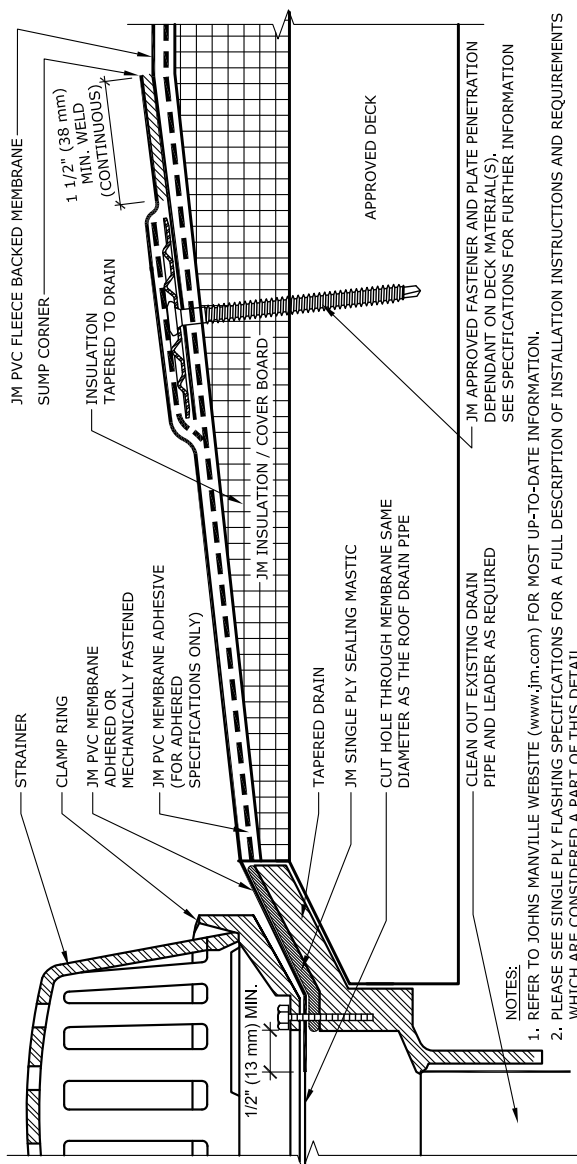 JM PVC FLEECE BACKED MEMBRANE
SUMP CORNER
1 1/2" (38 mm)
MIN. WELD
(CONTINUOUS)
INSULATION
TAPERED TO DRAIN
STRAINER
CLAMP RING
JM PVC MEMBRANE
ADHERED OR
MECHANICALLY FASTENED
JM PVC MEMBRANE ADHESIVE
(FOR ADHERED
SPECIFICATIONS ONLY)
JM INSULATION / COVER BOARD
APPROVED DECK
1/2" (13 mm) MIN.
TAPERED DRAIN
JM SINGLE PLY SEALING MASTIC
CUT HOLE THROUGH MEMBRANE SAME
DIAMETER AS THE ROOF DRAIN PIPE
JM APPROVED FASTENER AND PLATE PENETRATION
DEPENDANT ON DECK MATERIAL(S).
SEE SPECIFICATIONS FOR FURTHER INFORMATION
CLEAN OUT EXISTING DRAIN
PIPE AND LEADER AS REQUIRED
NOTES:
1. REFER TO JOHNS MANVILLE WEBSITE (www.jm.com) FOR MOST UP-TO-DATE INFORMATION.
2. PLEASE SEE SINGLE PLY FLASHING SPECIFICATIONS FOR A FULL DESCRIPTION OF INSTALLATION INSTRUCTIONS AND REQUIREMENTS
WHICH ARE CONSIDERED A PART OF THIS DETAIL